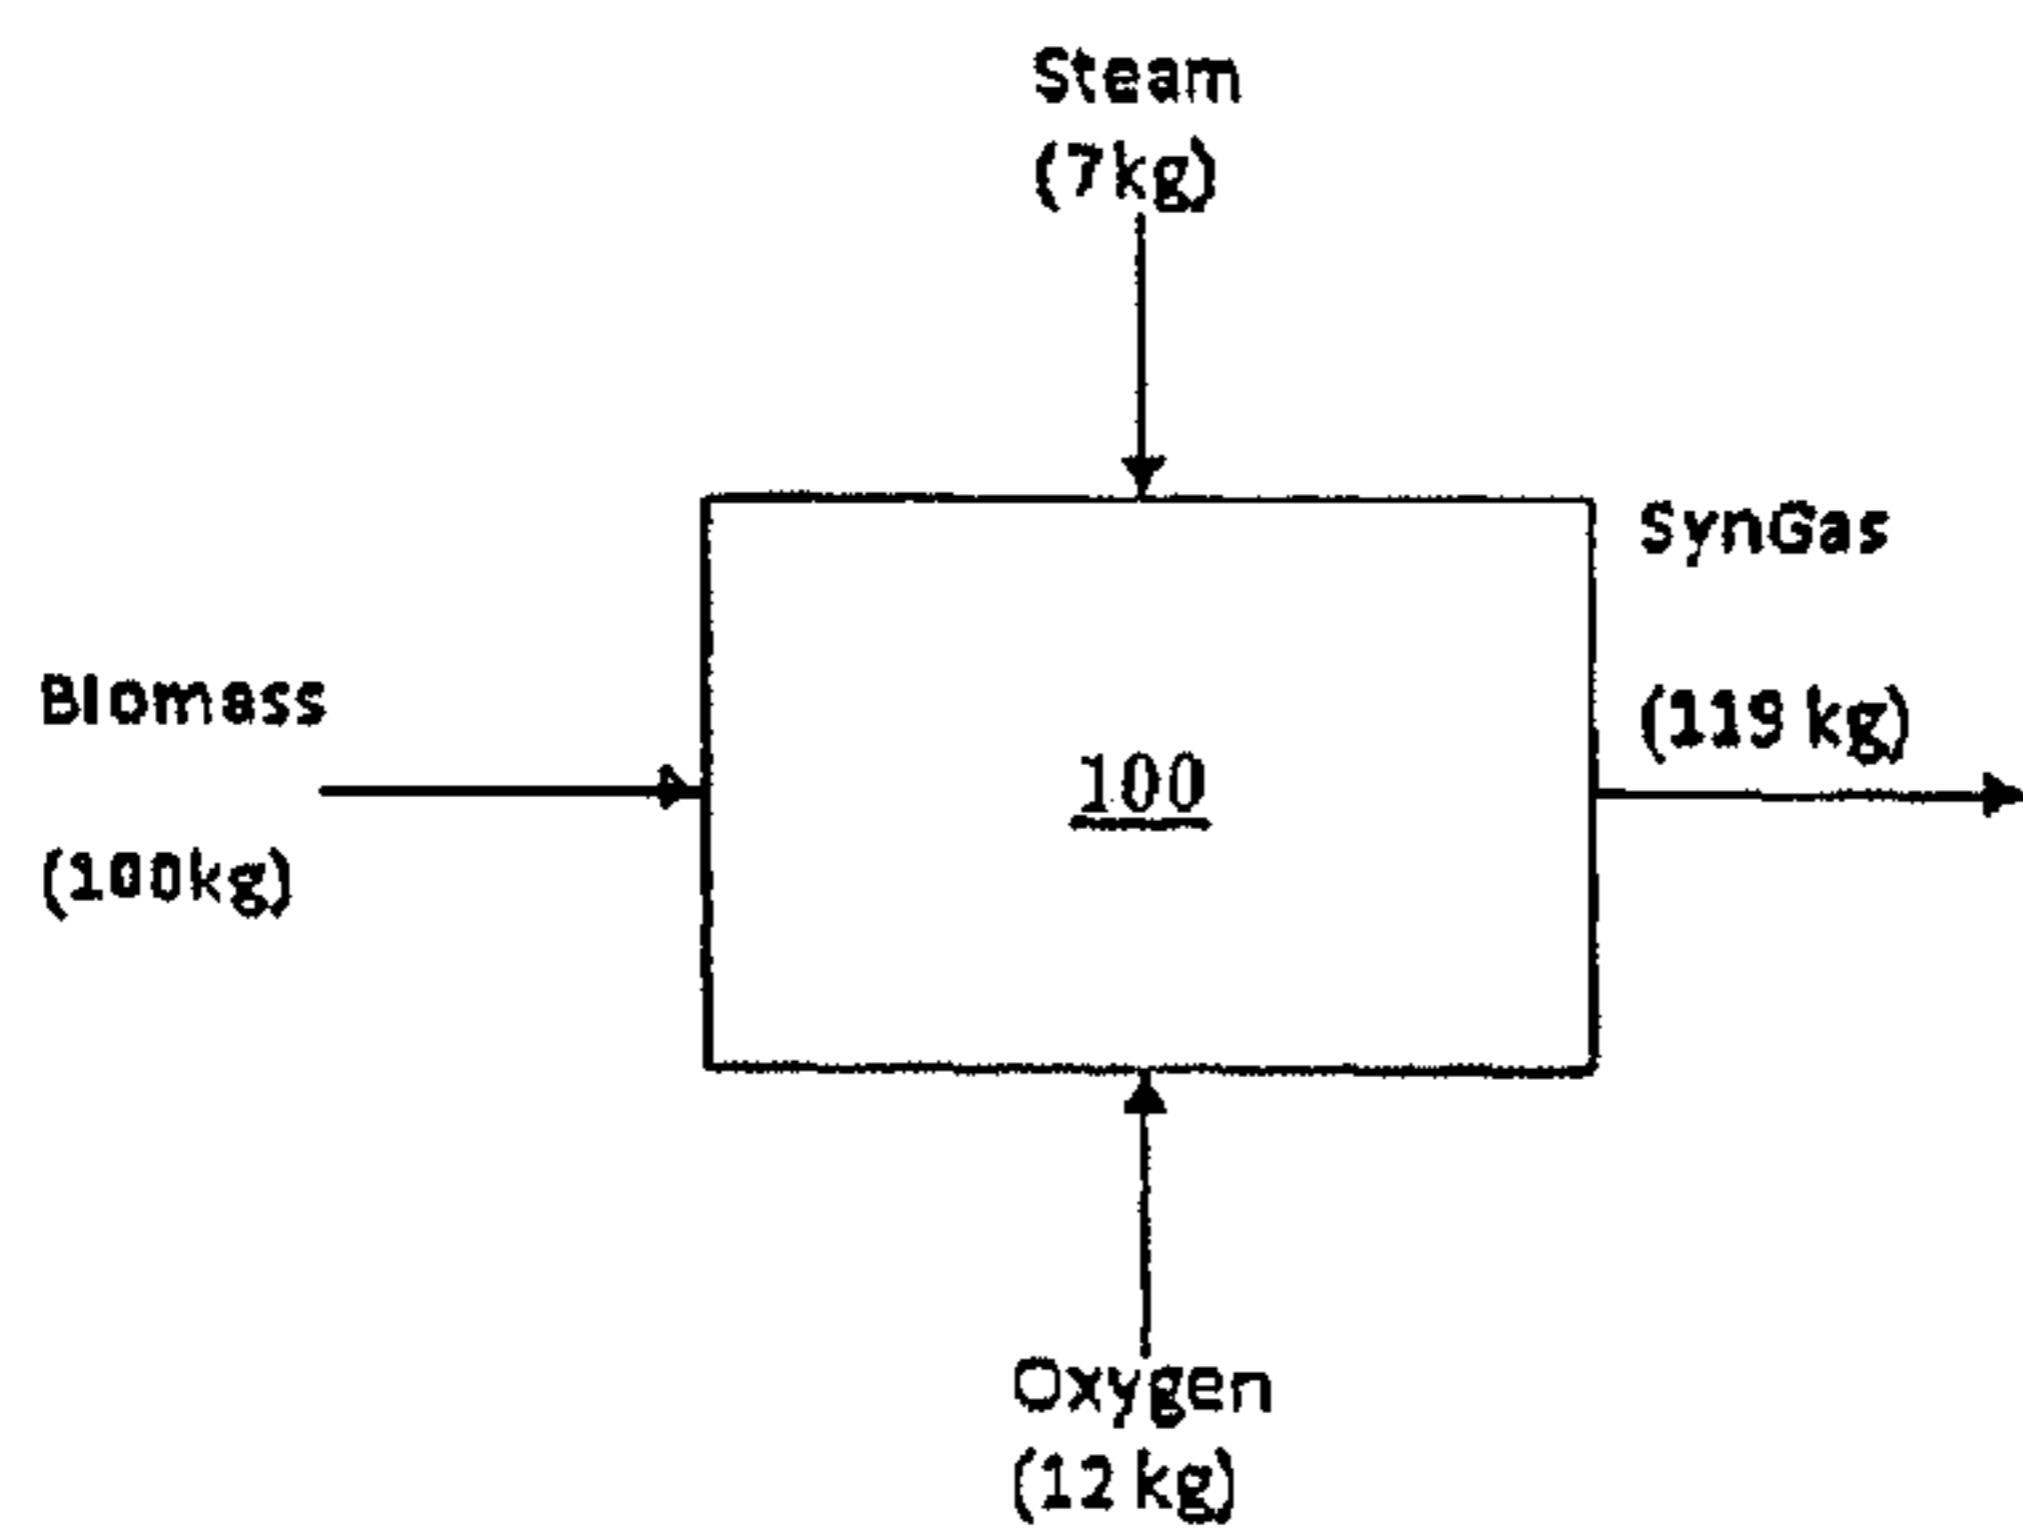 Steam
(7kg)
SynGas
(119 kg)
Biomass
(100kg)
100
Oxygen
(12 kg)